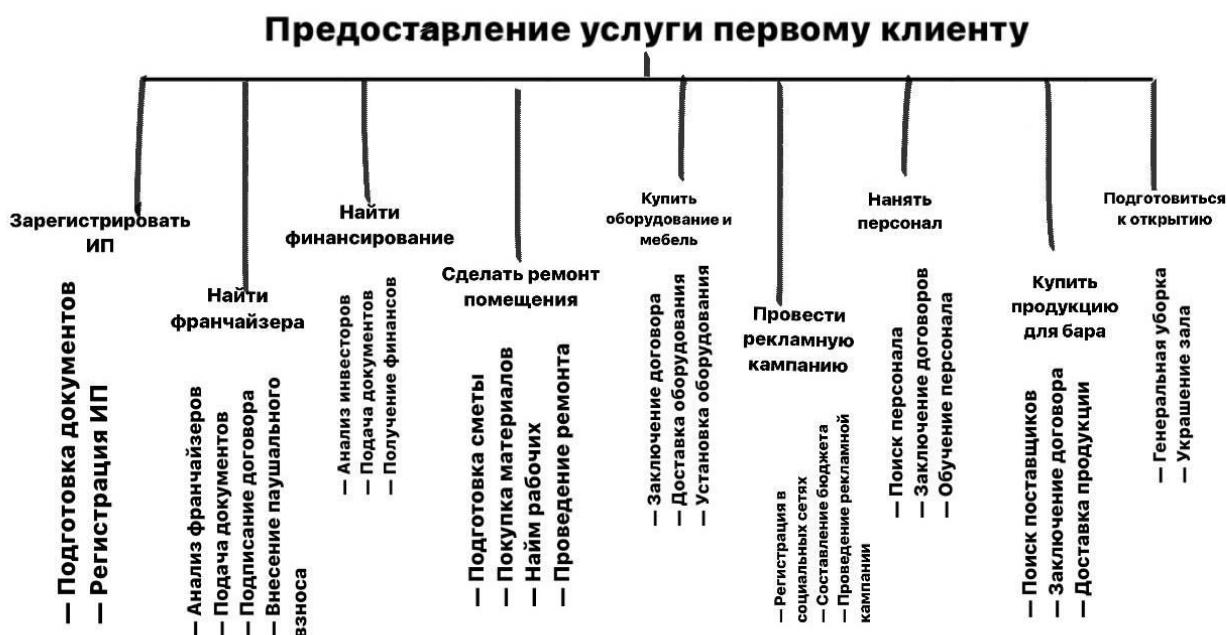 Предоставление услуги первому клиенту
Зарегистрировать
ИП
— Подготовка документов
— Регистрация ИП
Найти
франчайзера
— Анализ франчайзеров
— Подача документов
— Подписание договора
— Внесение паушального
взноса
Найти
финансирование
— Анализ инвесторов
— Подача документов
— Получение финансов
Сделать ремонт
помещения
— Подготовка сметы
— Покупка материалов
— Найм рабочих
— Проведение ремонта
Купить
оборудование и
мебель
— Заключение договора
— Доставка оборудования
— Установка оборудования
Провести
рекламную
кампанию
— Регистрация в
социальных сетях
— Составление бюджета
— Проведение рекламной
кампании
Нанять
персонал
— Поиск персонала
— Заключение договоров
— Обучение персонала
Купить
продукцию
для бара
— Поиск поставщиков
— Заключение договора
— Доставка продукции
Подготовиться
к открытию
— Генеральная уборка
— Украшение зала